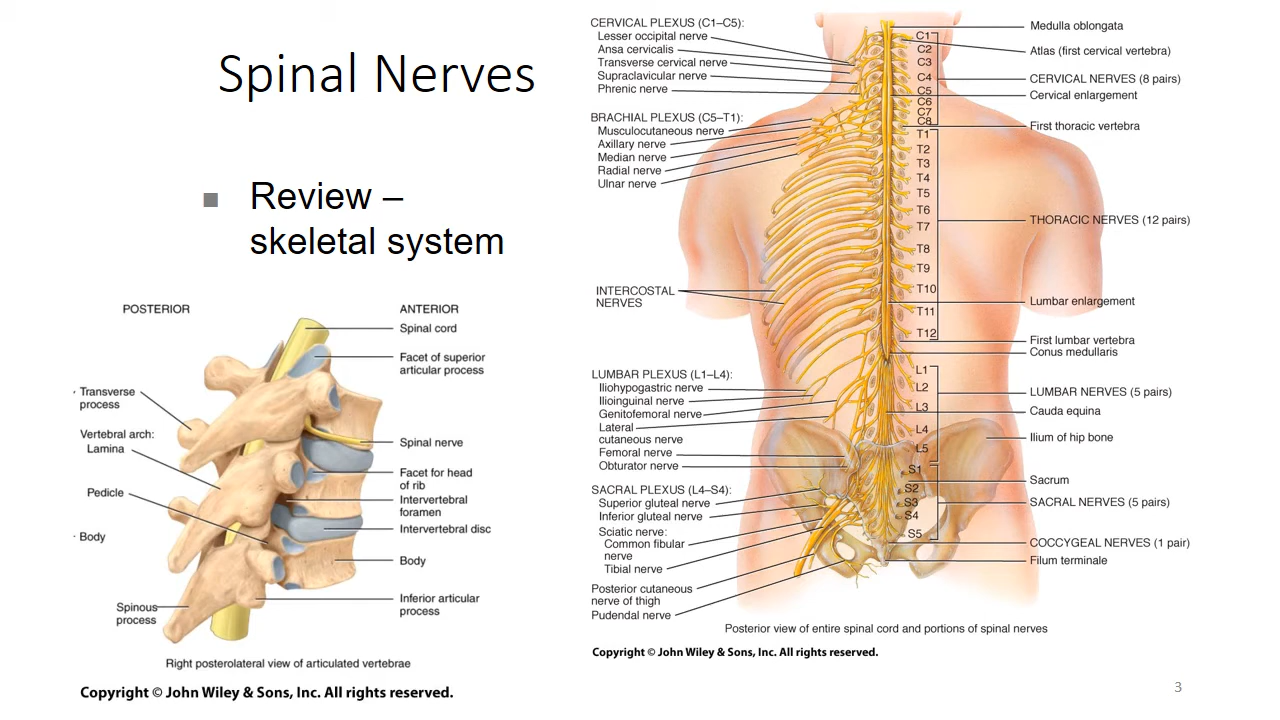 Spinal Nerves
■ Review –
skeletal system
POSTERIOR
ANTERIOR
Spinal cord
Facet of superior
articular process
Transverse
process
Vertebral arch:
Lamina
Spinal nerve
Facet for head
of rib
Pedicle
Intervertebral
foramen
Intervertebral disc
Body
Body
Inferior articular
process
Spinous
process
Right posterolateral view of articulated vertebrae
Copyright © John Wiley & Sons, Inc. All rights reserved.
CERVICAL PLEXUS (C1–C5):
Lesser occipital nerve
Ansa cervicalis
Transverse cervical nerve
Supraclavicular nerve
Phrenic nerve
BRACHIAL PLEXUS (C5–T1):
Musculocutaneous nerve
Axillary nerve
Median nerve
Radial nerve
Ulnar nerve
INTERCOSTAL
NERVES
LUMBAR PLEXUS (L1–L4):
Iliohypogastric nerve
Ilioinguinal nerve
Genitofemoral nerve
Lateral
cutaneous nerve
Femoral nerve
Obturator nerve
SACRAL PLEXUS (L4–S4):
Superior gluteal nerve
Inferior gluteal nerve
Sciatic nerve:
Common fibular
nerve
Tibial nerve
Posterior cutaneous
nerve of thigh
Pudendal nerve
C1
C2
C3
C4
C5
C6
C7
C8
T1
T2
T3
T4
T5
T6
T7
T8
T9
T10
T11
T12
L1
L2
L3
L4
L5
S1
S2
S3
S4
S5
Medulla oblongata
Atlas (first cervical vertebra)
CERVICAL NERVES (8 pairs)
Cervical enlargement
First thoracic vertebra
THORACIC NERVES (12 pairs)
Lumbar enlargement
First lumbar vertebra
Conus medullaris
LUMBAR NERVES (5 pairs)
Cauda equina
Ilium of hip bone
Sacrum
SACRAL NERVES (5 pairs)
COCCYGEAL NERVES (1 pair)
Filum terminale
Posterior view of entire spinal cord and portions of spinal nerves
Copyright © John Wiley & Sons, Inc. All rights reserved.
3